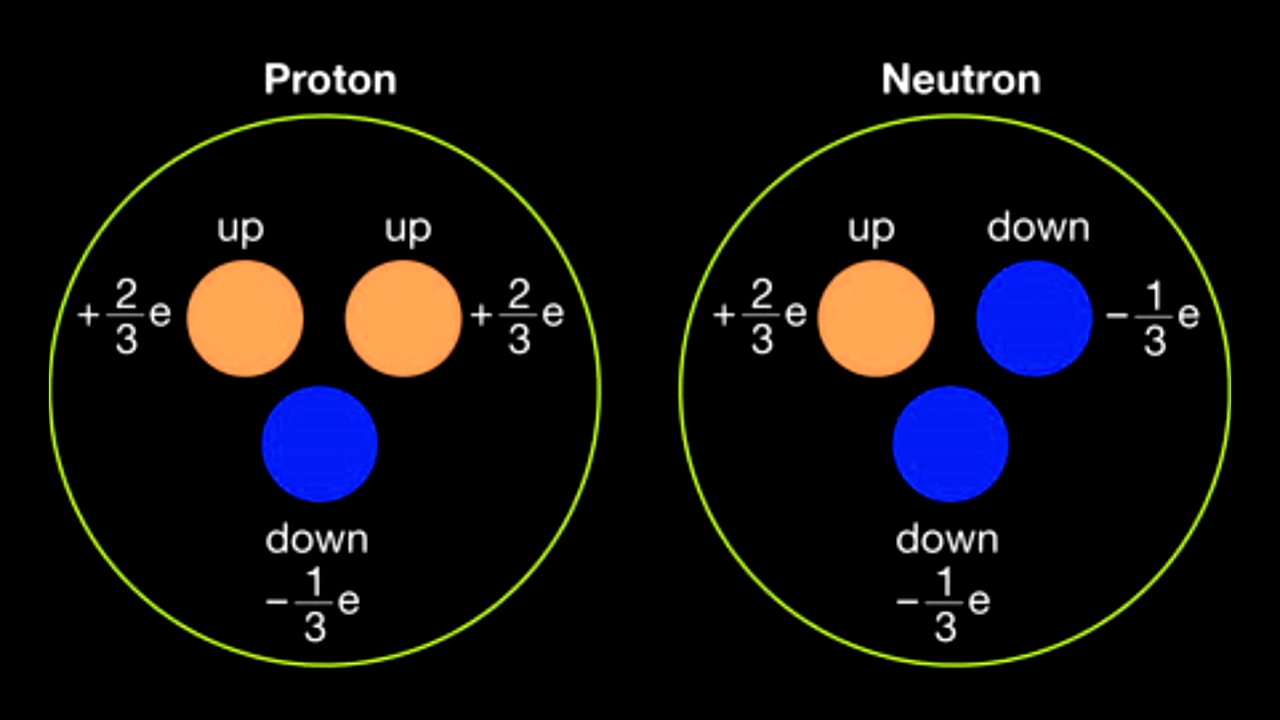 Proton
up up
+2/3e +2/3e
down
-1/3e
Neutron
up down
+2/3e -1/3e
down
-1/3e